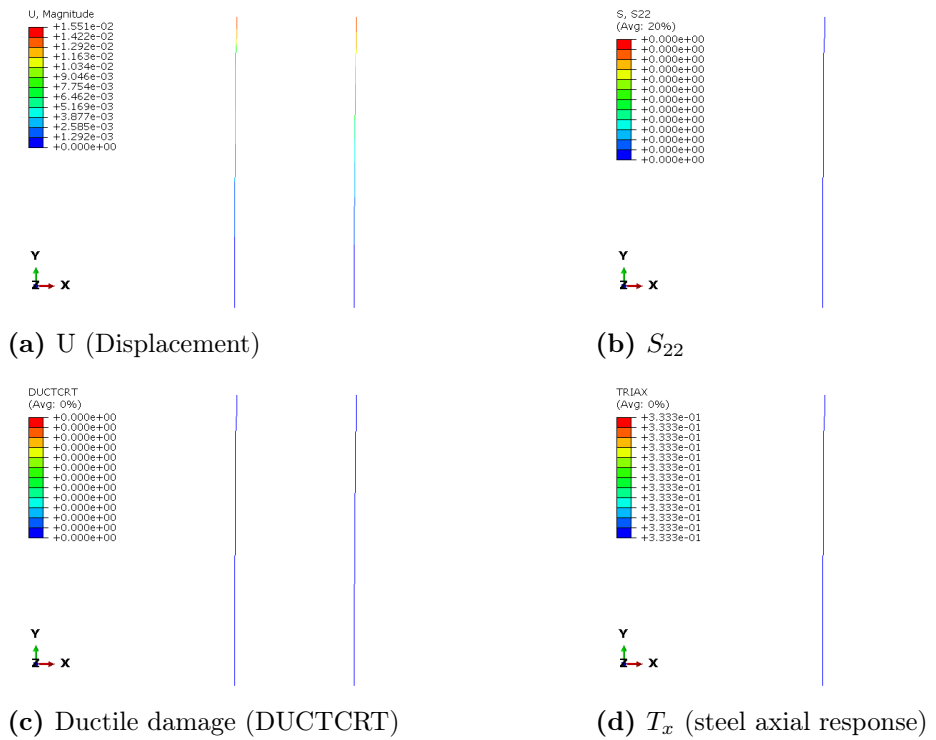 U, Magnitude
+1.551e-02
+1.422e-02
+1.292e-02
+1.163e-02
+1.034e-02
+9.046e-03
+7.754e-03
+6.462e-03
+5.169e-03
+3.877e-03
+2.585e-03
+1.292e-03
+0.000e+00
Y
Z X
(a) U (Displacement)
S, S22
(Avg: 20%)
+0.000e+00
+0.000e+00
+0.000e+00
+0.000e+00
+0.000e+00
+0.000e+00
+0.000e+00
+0.000e+00
+0.000e+00
+0.000e+00
+0.000e+00
+0.000e+00
+0.000e+00
Y
Z X
(b) S₂₂
DUCTCRT
(Avg: 0%)
+0.000e+00
+0.000e+00
+0.000e+00
+0.000e+00
+0.000e+00
+0.000e+00
+0.000e+00
+0.000e+00
+0.000e+00
+0.000e+00
+0.000e+00
+0.000e+00
+0.000e+00
Y
Z X
(c) Ductile damage (DUCTCRT)
TRIAX
(Avg: 0%)
+3.333e-01
+3.333e-01
+3.333e-01
+3.333e-01
+3.333e-01
+3.333e-01
+3.333e-01
+3.333e-01
+3.333e-01
+3.333e-01
+3.333e-01
+3.333e-01
+3.333e-01
Y
Z X
(d) Tₓ (steel axial response)